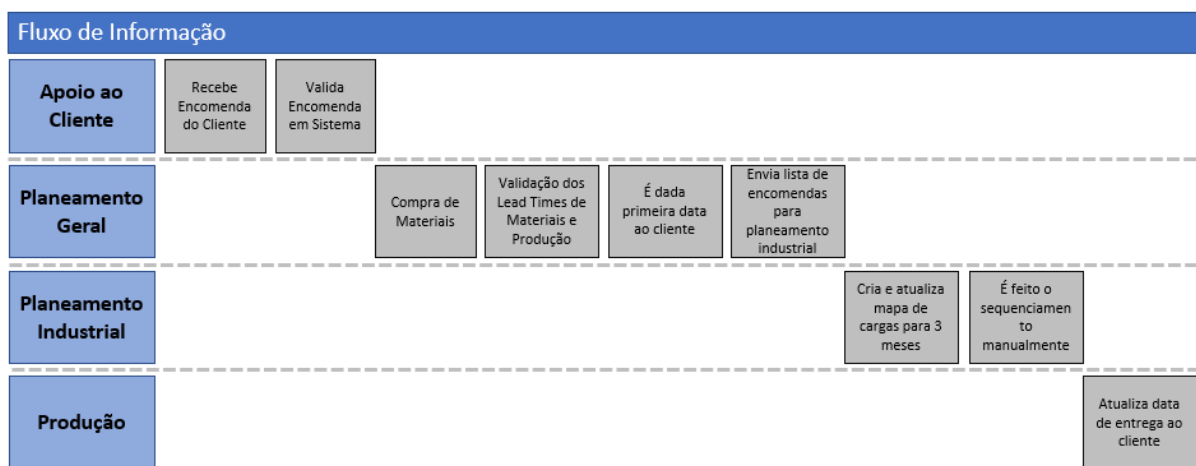 Fluxo de Informação
Apoio ao
Cliente
Recebe
Encomenda
do Cliente
Valida
Encomenda
em Sistema
Planeamento
Geral
Compra de
Materiais
Validação dos
Lead Times de
Materiais e
Produção
É dada
primeira data
ao cliente
Envia lista de
encomendas
para
planeamento
industrial
Planeamento
Industrial
Cria e atualiza
mapa de
cargas para 3
meses
É feito o
sequenciamen
to
manualmente
Produção
Atualiza data
de entrega ao
cliente